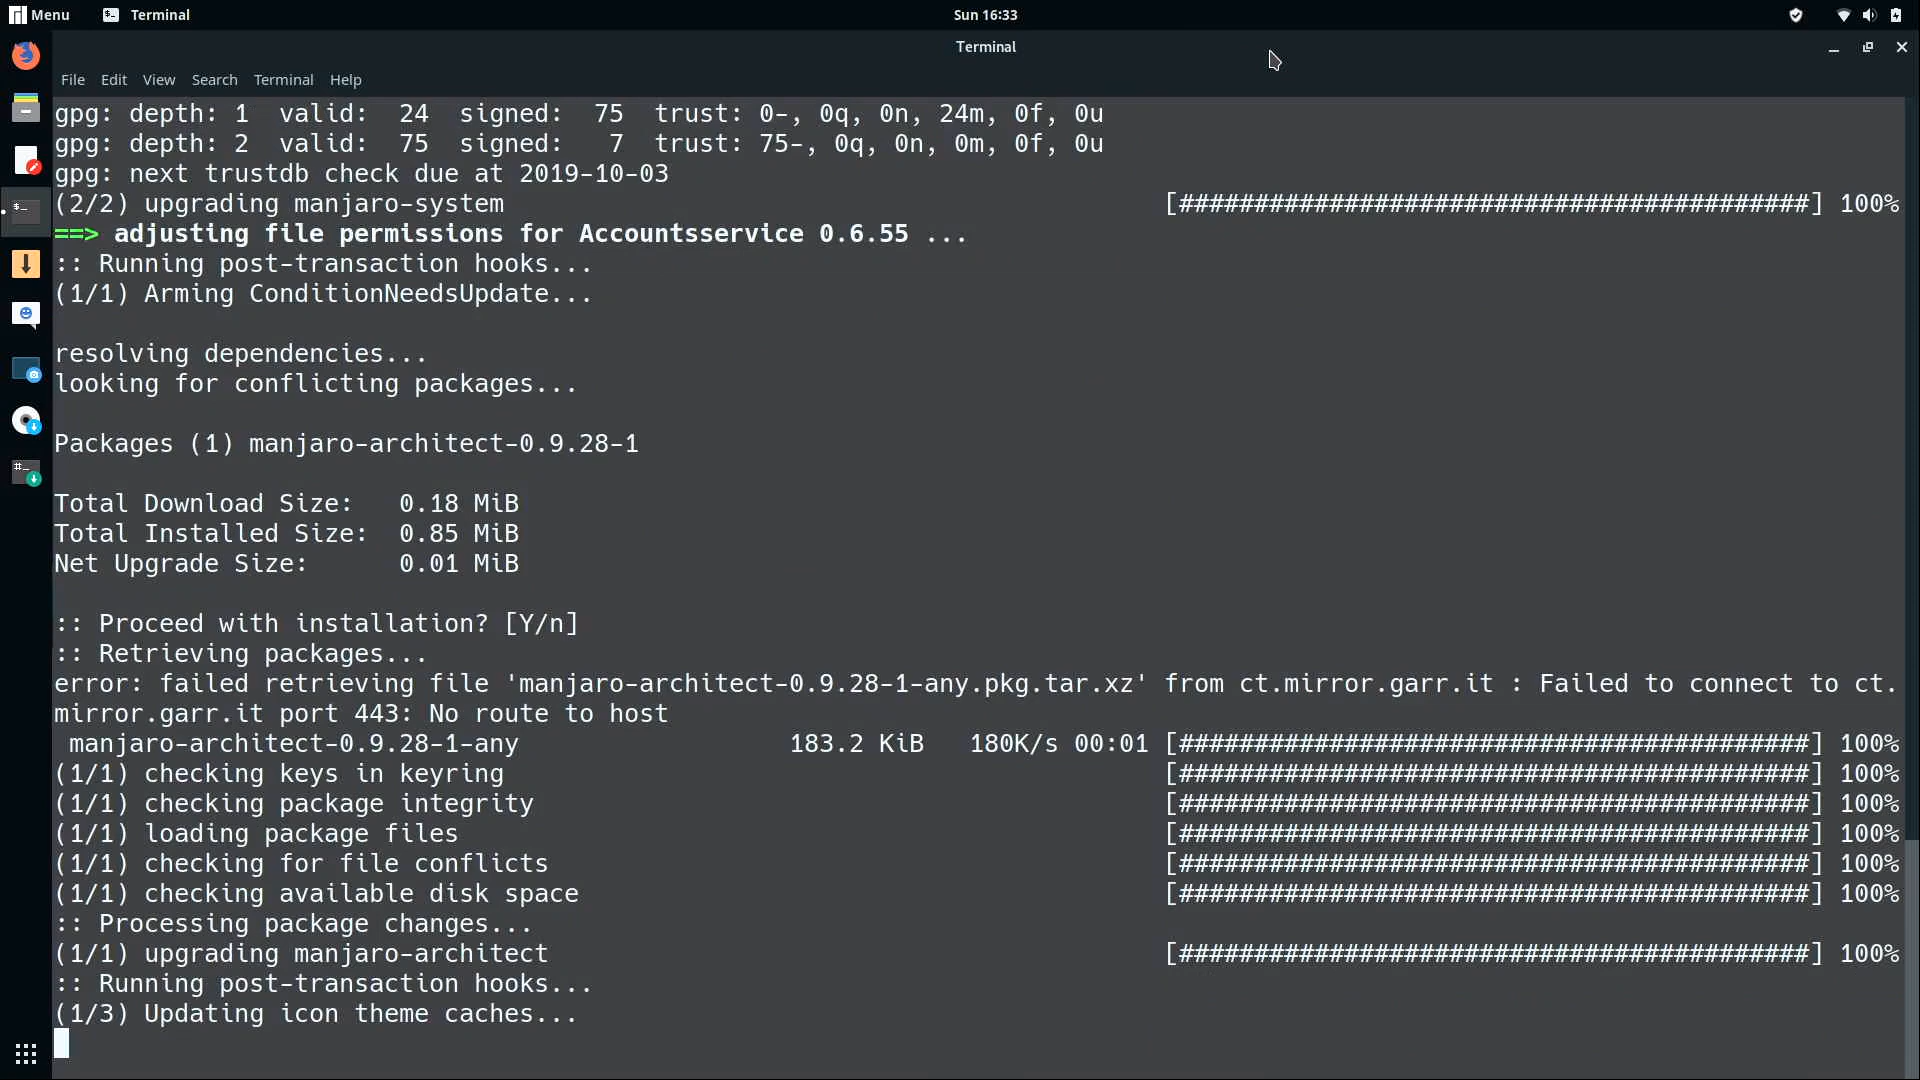 Menu Terminal Sun 16:33
Terminal
File Edit View Search Terminal Help
gpg: depth: 1  valid:  24  signed:  75  trust: 0-, 0q, 0n, 24m, 0f, 0u
gpg: depth: 2  valid:  75  signed:   7  trust: 75-, 0q, 0n, 0m, 0f, 0u
gpg: next trustdb check due at 2019-10-03
(2/2) upgrading manjaro-system [##########################################] 100%
==> adjusting file permissions for Accountsservice 0.6.55 ...
:: Running post-transaction hooks...
(1/1) Arming ConditionNeedsUpdate...
resolving dependencies...
looking for conflicting packages...
Packages (1) manjaro-architect-0.9.28-1
Total Download Size:   0.18 MiB
Total Installed Size:  0.85 MiB
Net Upgrade Size:      0.01 MiB
:: Proceed with installation? [Y/n]
:: Retrieving packages...
error: failed retrieving file 'manjaro-architect-0.9.28-1-any.pkg.tar.xz' from ct.mirror.garr.it : Failed to connect to ct.
mirror.garr.it port 443: No route to host
manjaro-architect-0.9.28-1-any 183.2 KiB 180K/s 00:01 [##########################################] 100%
(1/1) checking keys in keyring [##########################################] 100%
(1/1) checking package integrity [##########################################] 100%
(1/1) loading package files [##########################################] 100%
(1/1) checking for file conflicts [##########################################] 100%
(1/1) checking available disk space [##########################################] 100%
:: Processing package changes...
(1/1) upgrading manjaro-architect [##########################################] 100%
:: Running post-transaction hooks...
(1/3) Updating icon theme caches...